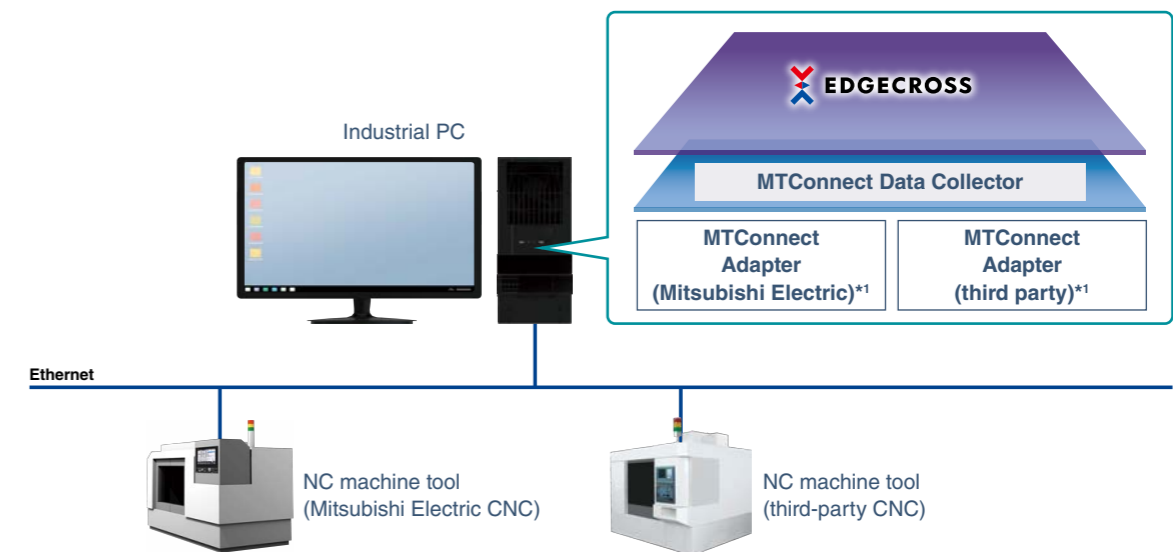 EDGECROSS
Industrial PC
MTConnect Data Collector
MTConnect
Adapter
(Mitsubishi Electric)*1
MTConnect
Adapter
(third party)*1
Ethernet
NC machine tool
(Mitsubishi Electric CNC)
NC machine tool
(third-party CNC)